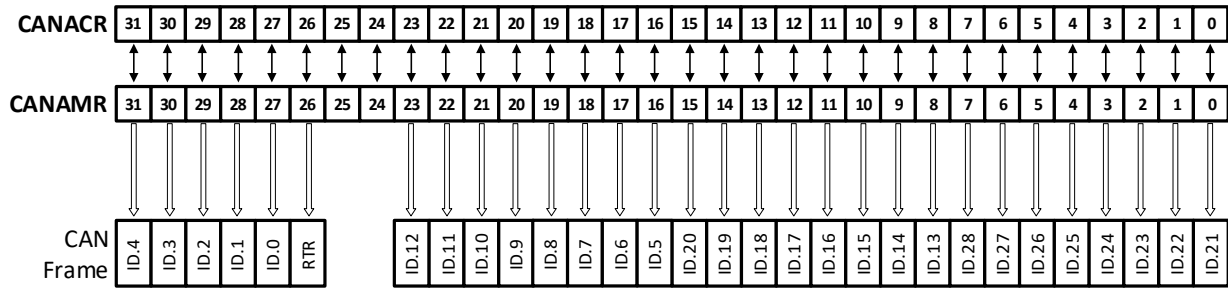 CANACR 31 30 29 28 27 26 25 24 23 22 21 20 19 18 17 16 15 14 13 12 11 10 9 8 7 6 5 4 3 2 1 0
CANAMR 31 30 29 28 27 26 25 24 23 22 21 20 19 18 17 16 15 14 13 12 11 10 9 8 7 6 5 4 3 2 1 0
CAN
Frame
ID.4 ID.3 ID.2 ID.1 ID.0 RTR ID.12 ID.11 ID.10 ID.9 ID.8 ID.7 ID.6 ID.5 ID.20 ID.19 ID.18 ID.17 ID.16 ID.15 ID.14 ID.13 ID.28 ID.27 ID.26 ID.25 ID.24 ID.23 ID.22 ID.21